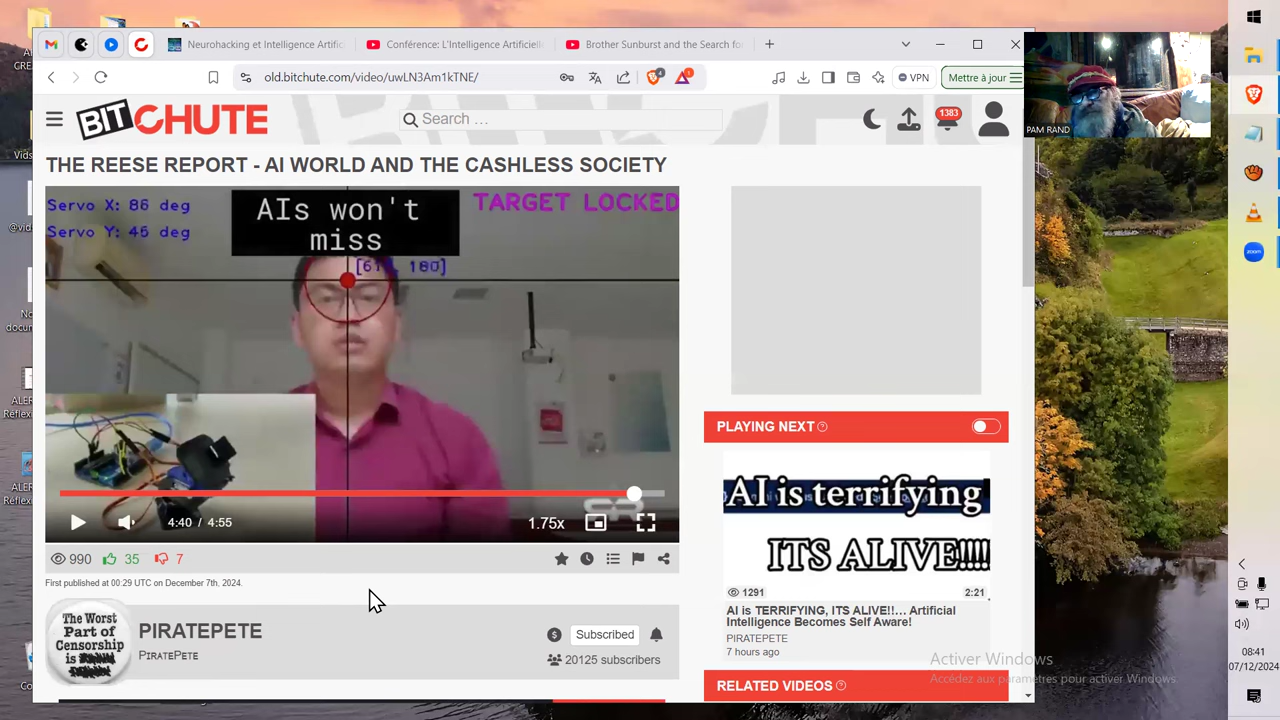 Neurohacking et Intelligence Artifi
Conférence: L'Intelligence Artificiell
Brother Sunburst and the Search fo
old.bitchute.com/video/uwLN3Am1kTNE/
4
1
VPN
Mettre à jour
BITCHUTE
Search ...
1383
PAM RAND
THE REESE REPORT - AI WORLD AND THE CASHLESS SOCIETY
Servo X: 86 deg
Servo Y: 45 deg
AIs won't
miss
TARGET LOCKED
4:40 / 4:55
1.75x
990
35
7
First published at 00:29 UTC on December 7th, 2024.
The Worst
Part of
Censorship
is
PIRATEPETE
PiratePete
Subscribed
20125 subscribers
PLAYING NEXT
AI is terrifying
ITS ALIVE!!!!
1291
2:21
AI is TERRIFYING, ITS ALIVE!!… Artificial
Intelligence Becomes Self Aware!
PIRATEPETE
7 hours ago
RELATED VIDEOS
Activer Windows
Accédez aux paramètres pour activer Windows.
zoom
08:41
07/12/2024